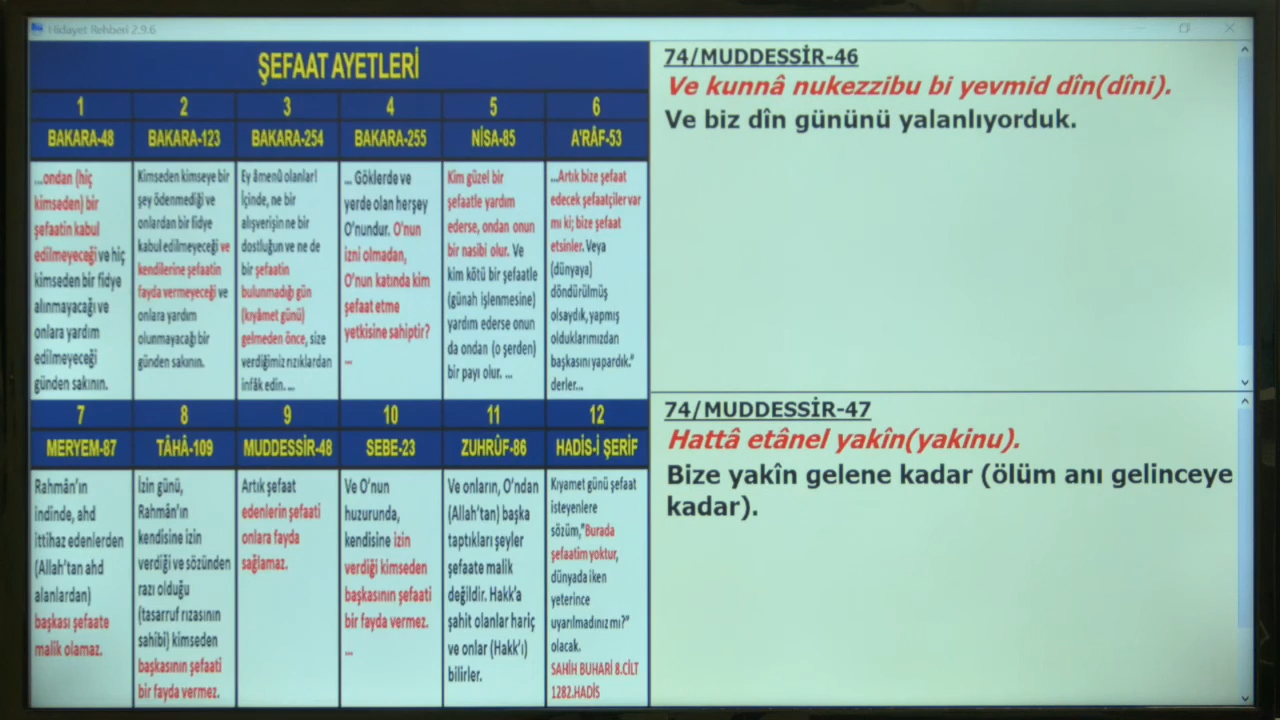 Hidayet Rehberi 2.9.6
ŞEFAAT AYETLERİ
1
BAKARA-48
...ondan (hiç
kimseden) bir
şefaatin kabul
edilmeyeceği ve hiç
kimseden bir fidye
alınmayacağı ve
onlara yardım
edilmeyeceği
günden sakının.
2
BAKARA-123
Kimseden kimseye bir
şey ödenmediği ve
onlardan bir fidye
kabul edilmeyeceği ve
kendilerine şefaatin
fayda vermeyeceği ve
onlara yardım
olunmayacağı bir
günden sakının.
3
BAKARA-254
Ey âmenû olanlar!
İçinde, ne bir
alışverişin ne bir
dostluğun ve ne de
bir şefaatin
bulunmadığı gün
(kıyâmet günü)
gelmeden önce, size
verdiğimiz rızıklardan
infâk edin. ...
4
BAKARA-255
... Göklerde ve
yerde olan herşey
O'nundur. O'nun
izni olmadan,
O'nun katında kim
şefaat etme
yetkisine sahiptir?
...
5
NİSA-85
Kim güzel bir
şefaatle yardım
ederse, ondan onun
bir nasibi olur. Ve
kim kötü bir şefaatle
(günah işlenmesine)
yardım ederse onun
da ondan (o şerden)
bir payı olur. ...
6
A'RÂF-53
...Artık bize şefaat
edecek şefaatçiler var
mı ki; bize şefaat
etsinler. Veya
(dünyaya)
döndürülmüş
olsaydık, yapmış
olduklarımızdan
başkasını yapardık."
derler...
7
MERYEM-87
Rahmân'ın
indinde, ahd
ittihaz edenlerden
(Allah'tan ahd
alanlardan)
başkası şefaate
malik olamaz.
8
TÂHÂ-109
İzin günü,
Rahmân'ın
kendisine izin
verdiği ve sözünden
razı olduğu
(tasarruf rızasının
sahibi) kimseden
başkasının şefaati
bir fayda vermez.
9
MUDDESSİR-48
Artık şefaat
edenlerin şefaati
onlara fayda
sağlamaz.
10
SEBE-23
Ve O'nun
huzurunda,
kendisine izin
verdiği kimseden
başkasının şefaati
bir fayda vermez.
...
11
ZUHRÛF-86
Ve onların, O'ndan
(Allah'tan) başka
taptıkları şeyler
şefaate malik
değildir. Hakk'a
şahit olanlar hariç
ve onlar (Hakk'ı)
bilirler.
12
HADİS-İ ŞERİF
Kıyamet günü şefaat
isteyenlere
sözüm,"Burada
şefaatim yoktur,
dünyada iken
yeterince
uyarılmadınız mı?"
olacak.
SAHİH BUHARİ 8.CİLT
1282.HADİS
74/MUDDESSİR-46
Ve kunnâ nukezzibu bi yevmid dîn(dîni).
Ve biz dîn gününü yalanlıyorduk.
74/MUDDESSİR-47
Hattâ etânel yakîn(yakinu).
Bize yakîn gelene kadar (ölüm anı gelinceye
kadar).